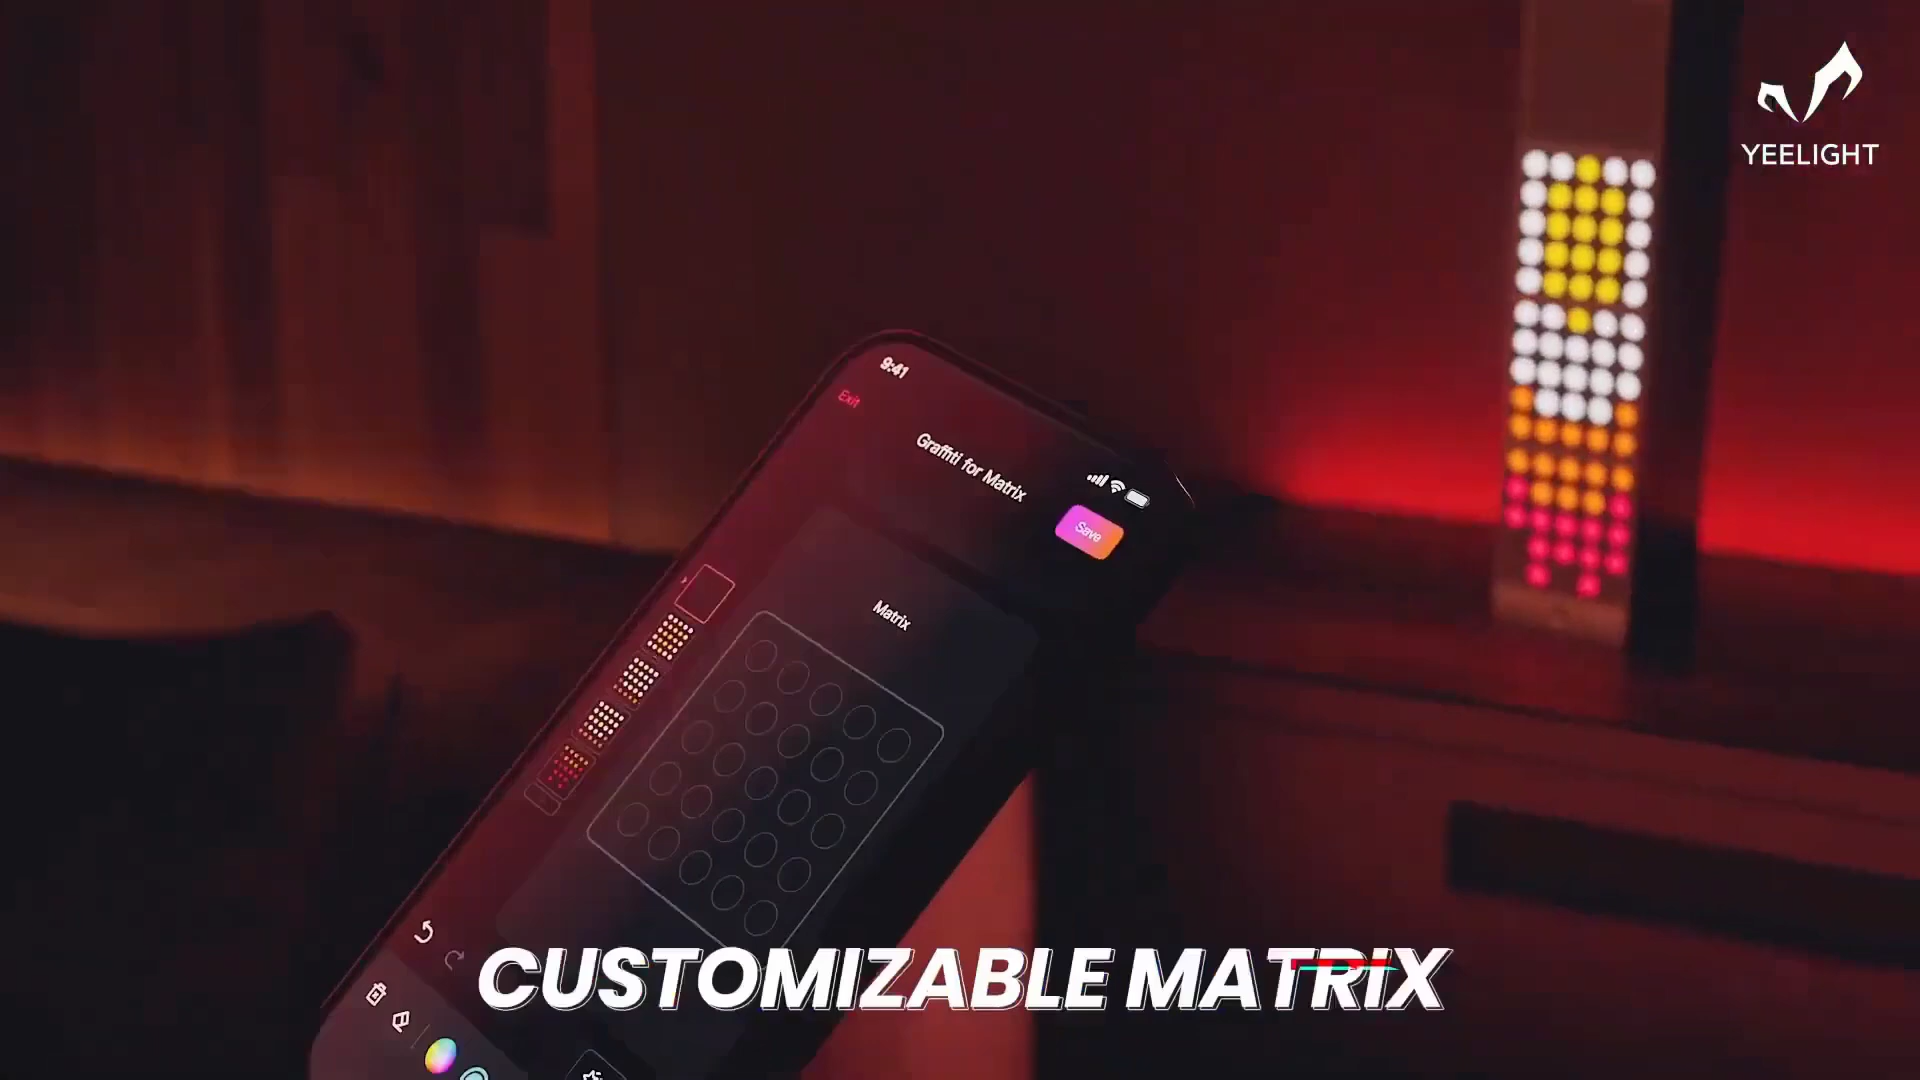 YEELIGHT
9:41
Exit
Graffiti for Matrix
Save
Matrix
CUSTOMIZABLE MATRIX